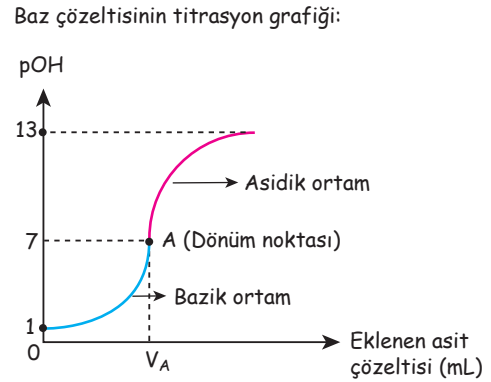 Baz çözeltisinin titrasyon grafiği:
pOH
13
Asidik ortam
7
A (Dönüm noktası)
Bazik ortam
1
0
V_A
Eklenen asit
çözeltisi (mL)